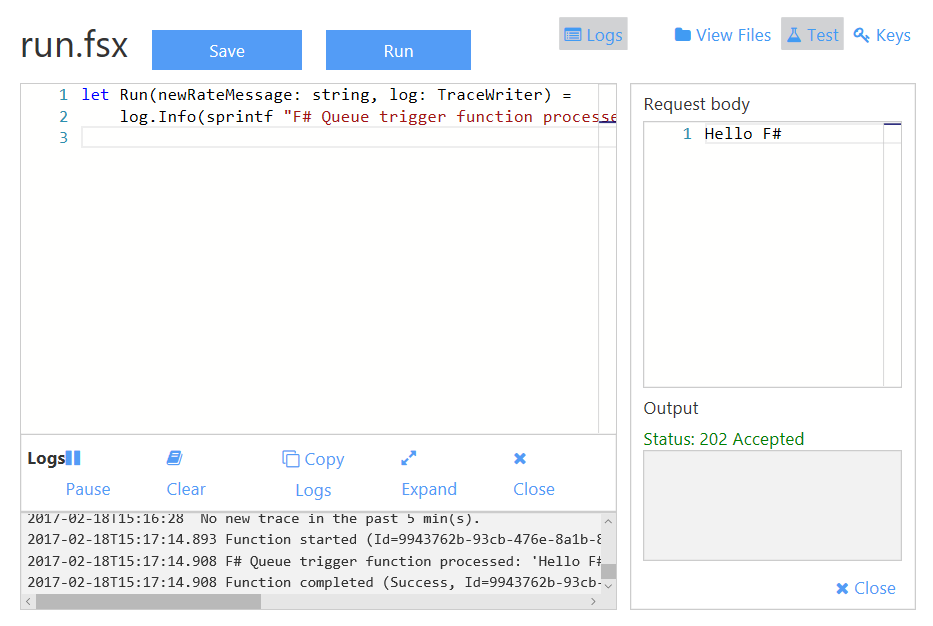 run.fsx
Save
Run
Logs
View Files
Test
Keys
1 let Run(newRateMessage: string, log: TraceWriter) =
2 log.Info(sprintf "F# Queue trigger function processe
3
Request body
1 Hello F#
Output
Status: 202 Accepted
Logs
Pause
Clear
Copy Logs
Expand
Close
2017-02-18T15:16:28 No new trace in the past 5 min(s).
2017-02-18T15:17:14.893 Function started (Id=9943762b-93cb-476e-8a1b-8
2017-02-18T15:17:14.908 F# Queue trigger function processed: 'Hello F#
2017-02-18T15:17:14.908 Function completed (Success, Id=9943762b-93cb-
Close